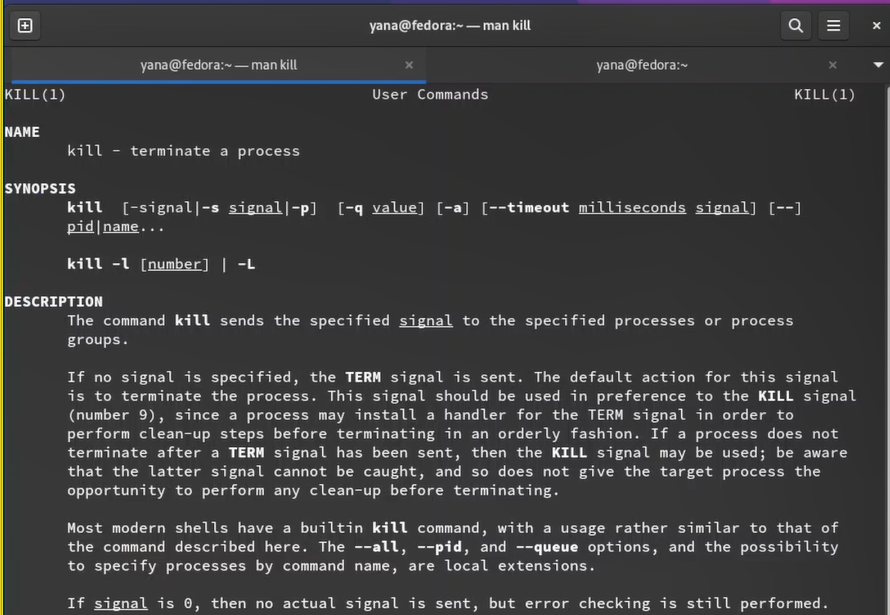 yana@fedora:~ — man kill
yana@fedora:~ — man kill
yana@fedora:~
KILL(1) User Commands KILL(1)
NAME
kill - terminate a process
SYNOPSIS
kill [-signal|-s signal|-p] [-q value] [-a] [--timeout milliseconds signal] [--]
pid|name...
kill -l [number] | -L
DESCRIPTION
The command kill sends the specified signal to the specified processes or process
groups.
If no signal is specified, the TERM signal is sent. The default action for this signal
is to terminate the process. This signal should be used in preference to the KILL signal
(number 9), since a process may install a handler for the TERM signal in order to
perform clean-up steps before terminating in an orderly fashion. If a process does not
terminate after a TERM signal has been sent, then the KILL signal may be used; be aware
that the latter signal cannot be caught, and so does not give the target process the
opportunity to perform any clean-up before terminating.
Most modern shells have a builtin kill command, with a usage rather similar to that of
the command described here. The --all, --pid, and --queue options, and the possibility
to specify processes by command name, are local extensions.
If signal is 0, then no actual signal is sent, but error checking is still performed.